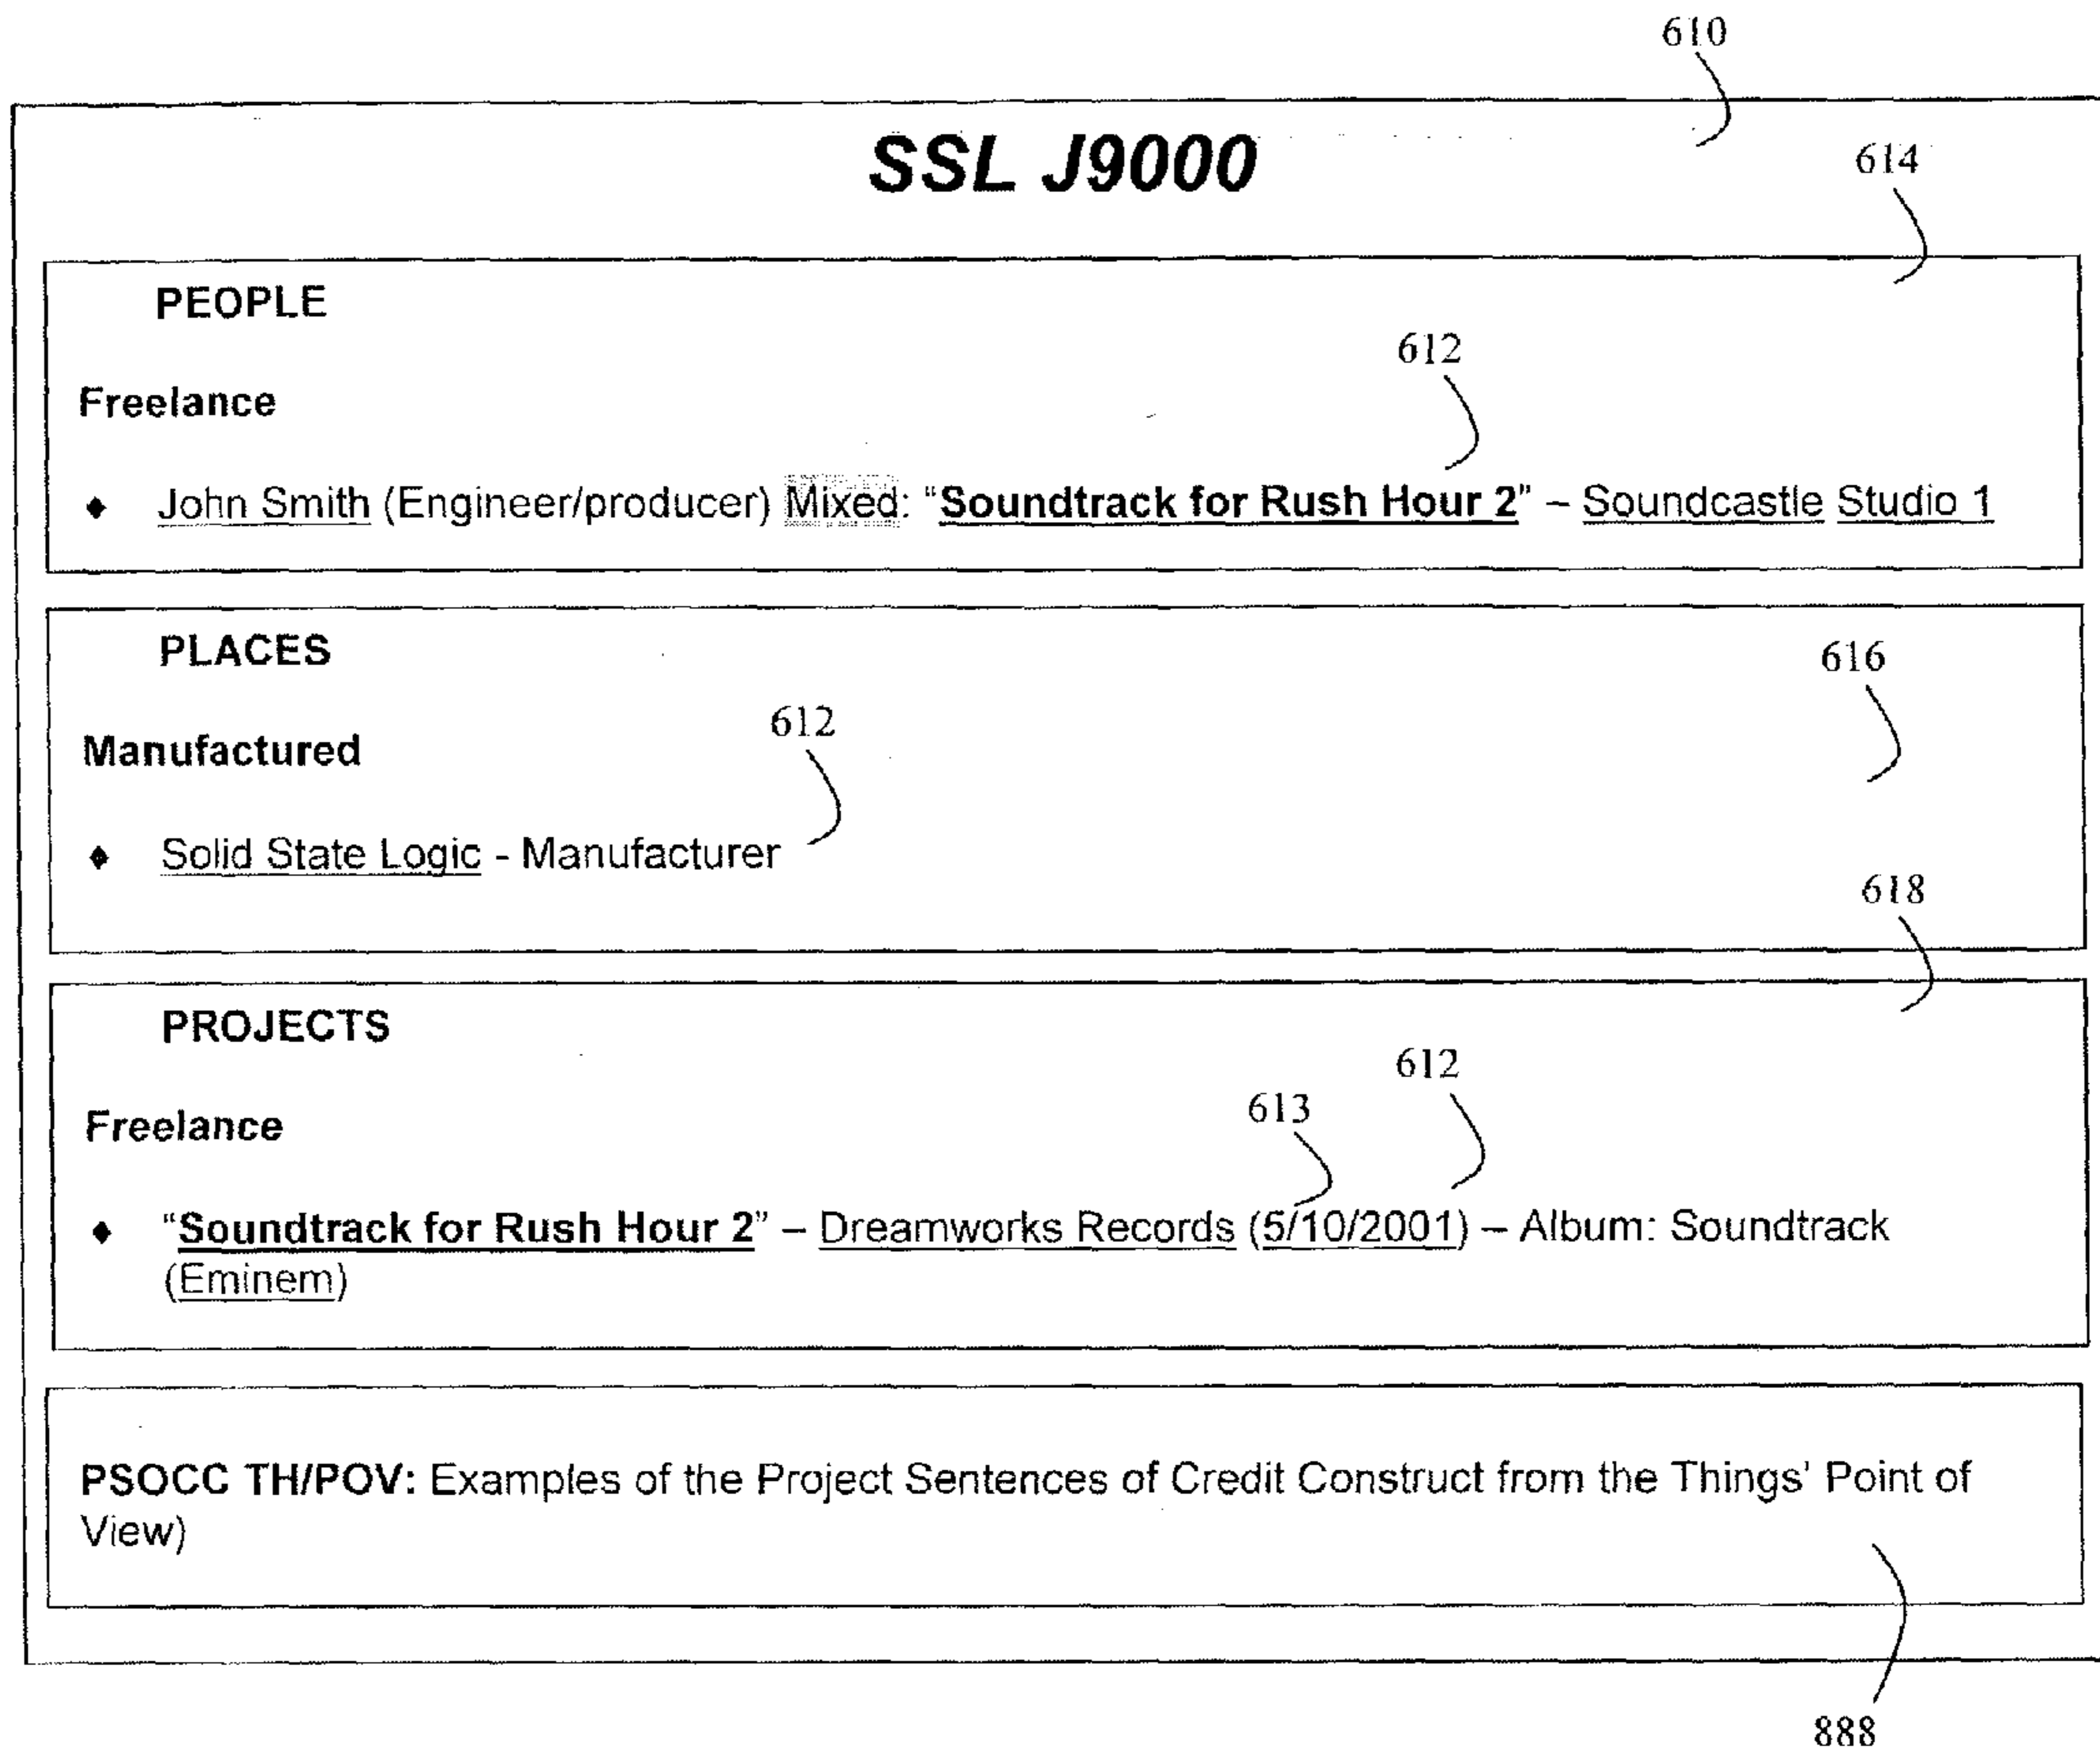 610
SSL J9000
614
PEOPLE
612
Freelance
♦ John Smith (Engineer/producer) Mixed: “Soundtrack for Rush Hour 2” – Soundcastle Studio 1
PLACES
616
612
Manufactured
♦ Solid State Logic - Manufacturer
618
PROJECTS
612
613
Freelance
♦ “Soundtrack for Rush Hour 2” – Dreamworks Records (5/10/2001) – Album: Soundtrack
(Eminem)
PSOCC TH/POV: Examples of the Project Sentences of Credit Construct from the Things’ Point of
View)
888